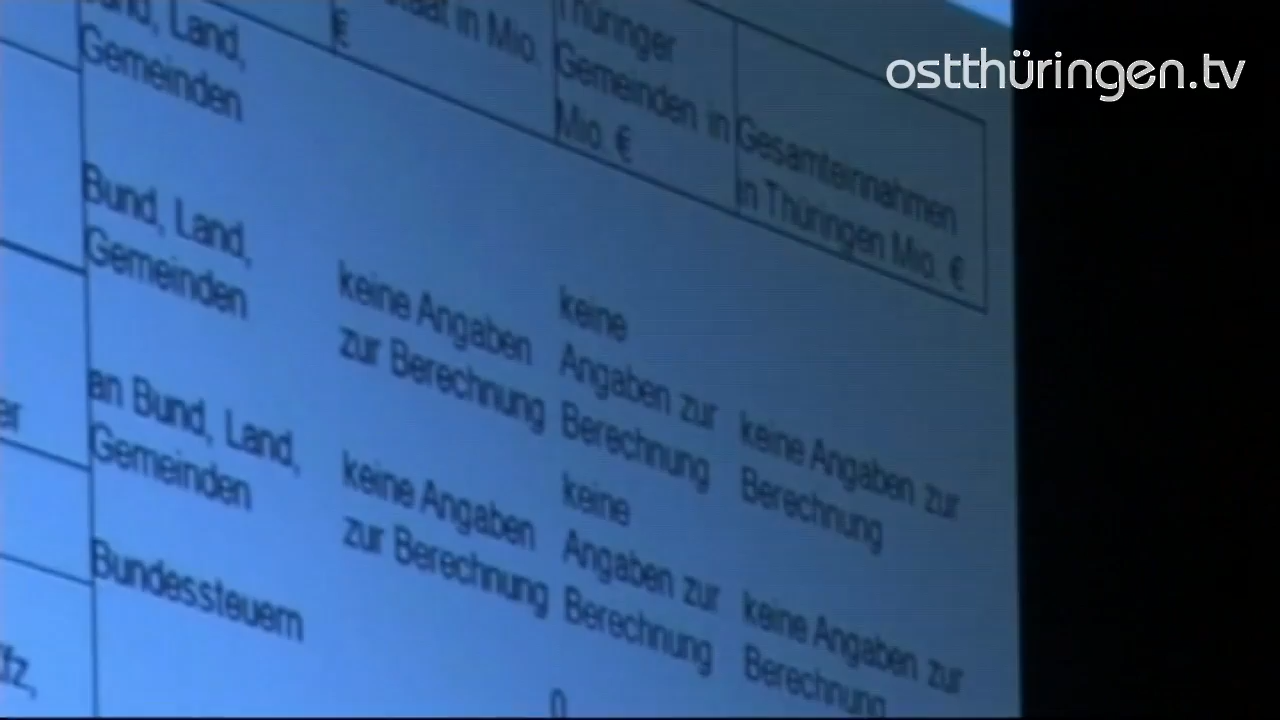 ostthüringen.tv
Land,
Gemeinden
in Mio.
€
Thüringer
Gemeinden in
Mio. €
Gesamteinnahmen
in Thüringen Mio. €
Bund, Land,
Gemeinden
keine Angaben
zur Berechnung
keine
Angaben zur
Berechnung
keine Angaben zur
Berechnung
an Bund, Land,
Gemeinden
keine Angaben
zur Berechnung
keine
Angaben zur
Berechnung
keine Angaben zur
Berechnung
Bundessteuern
0